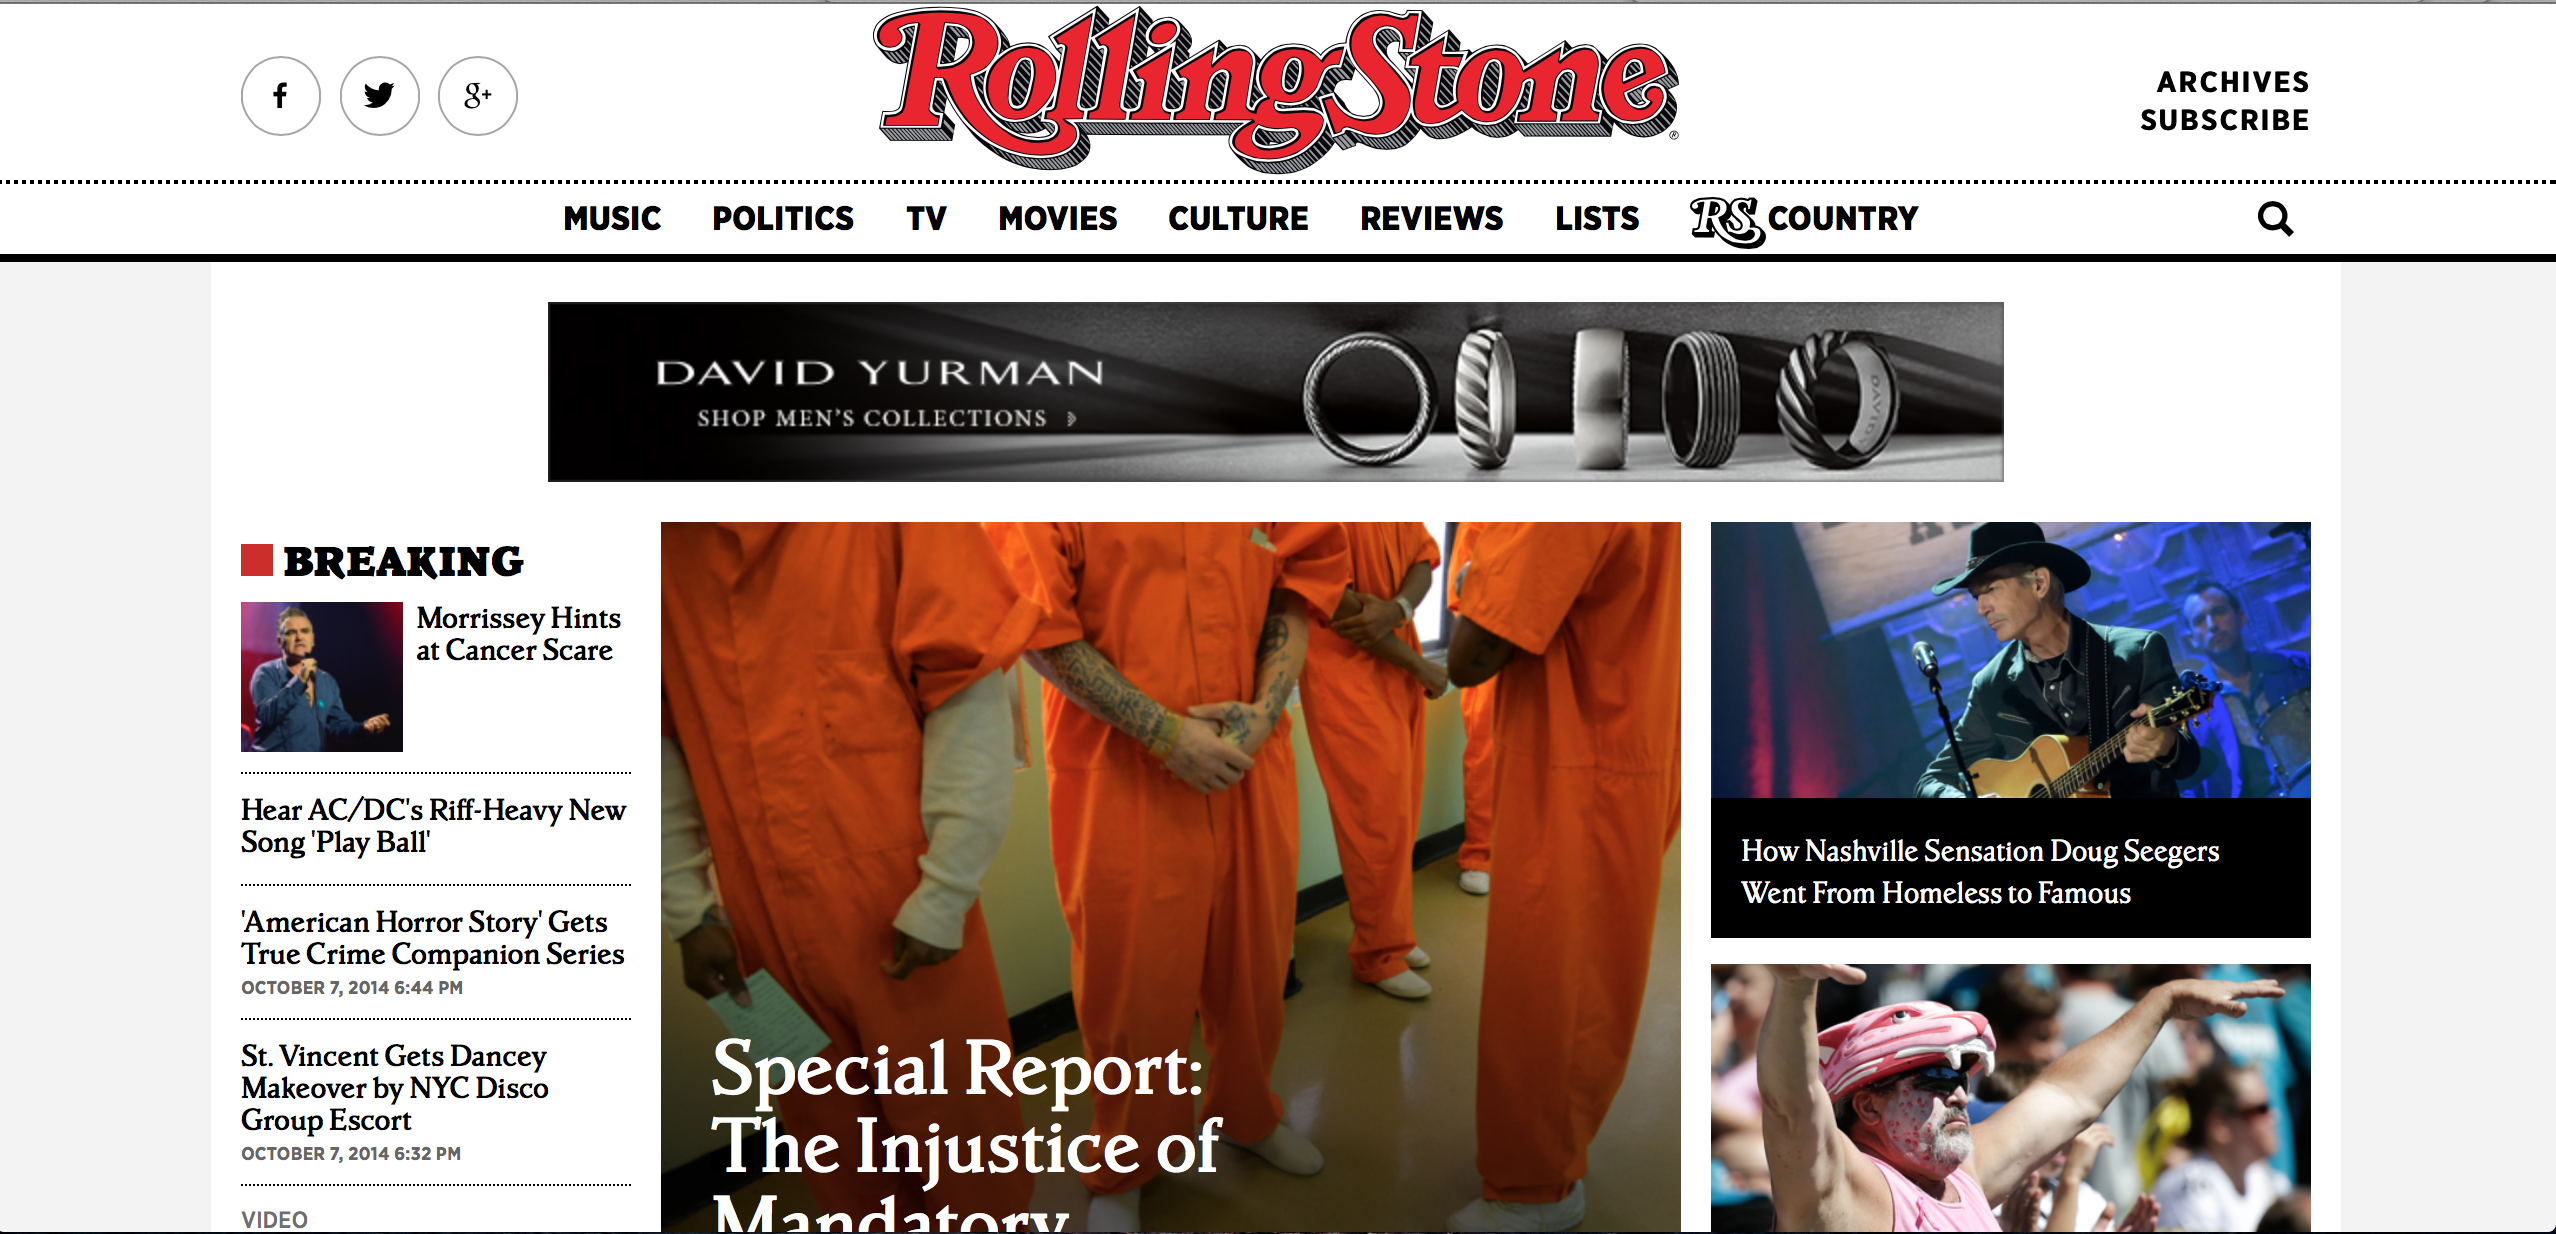 RollingStone
ARCHIVES
SUBSCRIBE
MUSIC POLITICS TV MOVIES CULTURE REVIEWS LISTS RS COUNTRY
DAVID YURMAN
SHOP MEN'S COLLECTIONS
DAVID Y
BREAKING
Morrissey Hints
at Cancer Scare
Hear AC/DC's Riff-Heavy New
Song 'Play Ball'
'American Horror Story' Gets
True Crime Companion Series
OCTOBER 7, 2014 6:44 PM
St. Vincent Gets Dancey
Makeover by NYC Disco
Group Escort
OCTOBER 7, 2014 6:32 PM
VIDEO
Special Report:
The Injustice of
Mandatory
How Nashville Sensation Doug Seegers
Went From Homeless to Famous